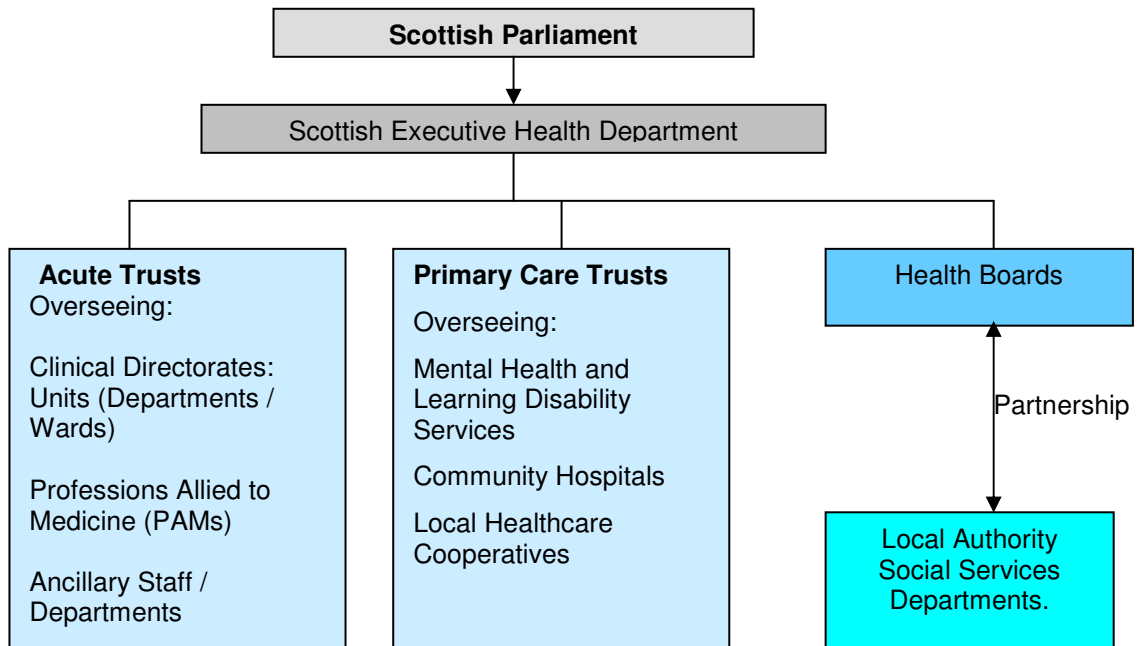 Scottish Parliament
Scottish Executive Health Department
Acute Trusts
Overseeing:
Clinical Directorates:
Units (Departments /
Wards)
Professions Allied to
Medicine (PAMs)
Ancillary Staff /
Departments
Primary Care Trusts
Overseeing:
Mental Health and
Learning Disability
Services
Community Hospitals
Local Healthcare
Cooperatives
Health Boards
Partnership
Local Authority
Social Services
Departments.